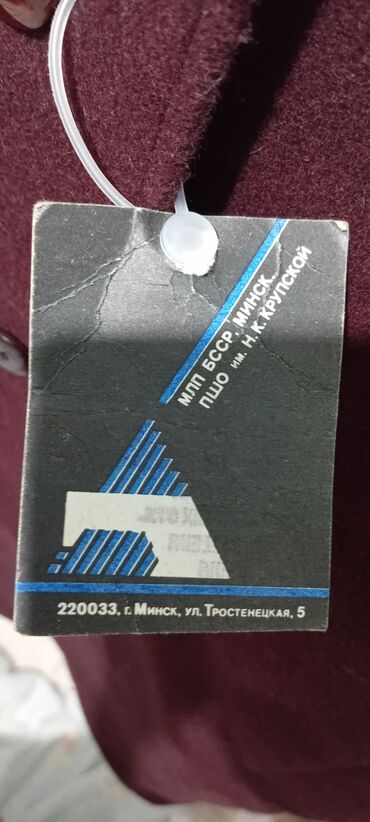 МЛП БССР, МИНСК,
ПШО им. Н.К.КРУПСКОЙ
220033, г. Минск, ул. Тростенецкая, 5